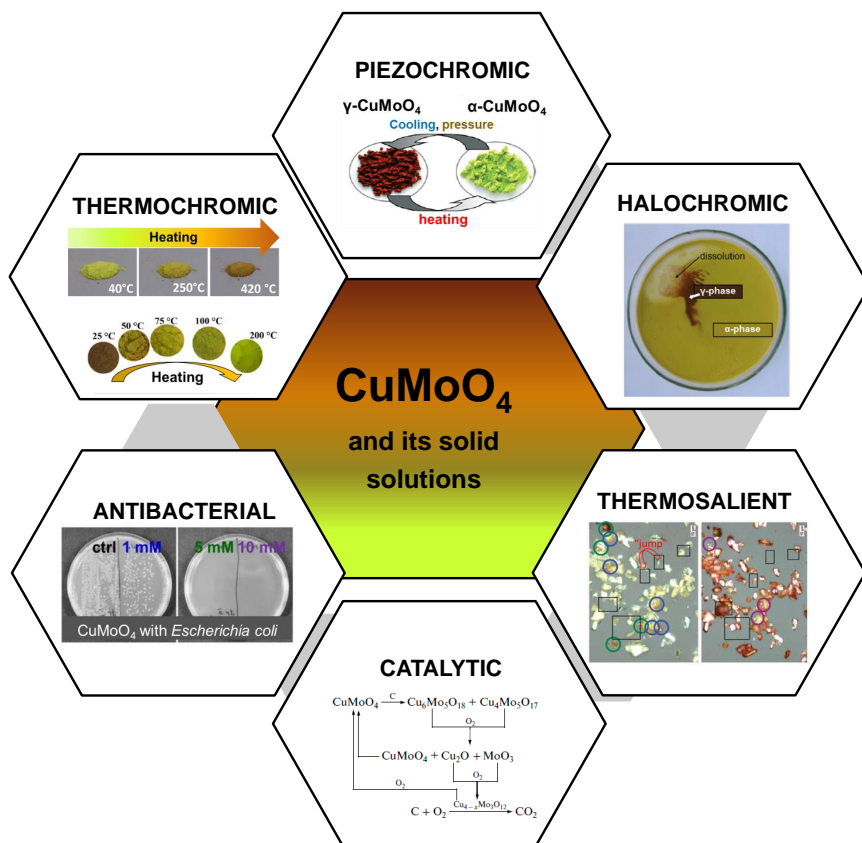 PIEZOCHROMIC
γ-CuMoO₄ α-CuMoO₄
Cooling, pressure
heating
THERMOCHROMIC
Heating
40°C 250°C 420 °C
25 °C 50 °C 75 °C 100 °C 200 °C
Heating
HALOCHROMIC
dissolution
γ-phase
α-phase
CuMoO₄
and its solid
solutions
ANTIBACTERIAL
ctrl 1 mM 5 mM 10 mM
CuMoO₄ with Escherichia coli
THERMOSALIENT
"jump"
CATALYTIC
CuMoO₄ C Cu₆Mo₅O₁₈ + Cu₄Mo₅O₁₇
O₂
CuMoO₄ + Cu₂O + MoO₃
O₂ O₂
C + O₂ Cu₄₋ₓMo₃O₁₂ CO₂